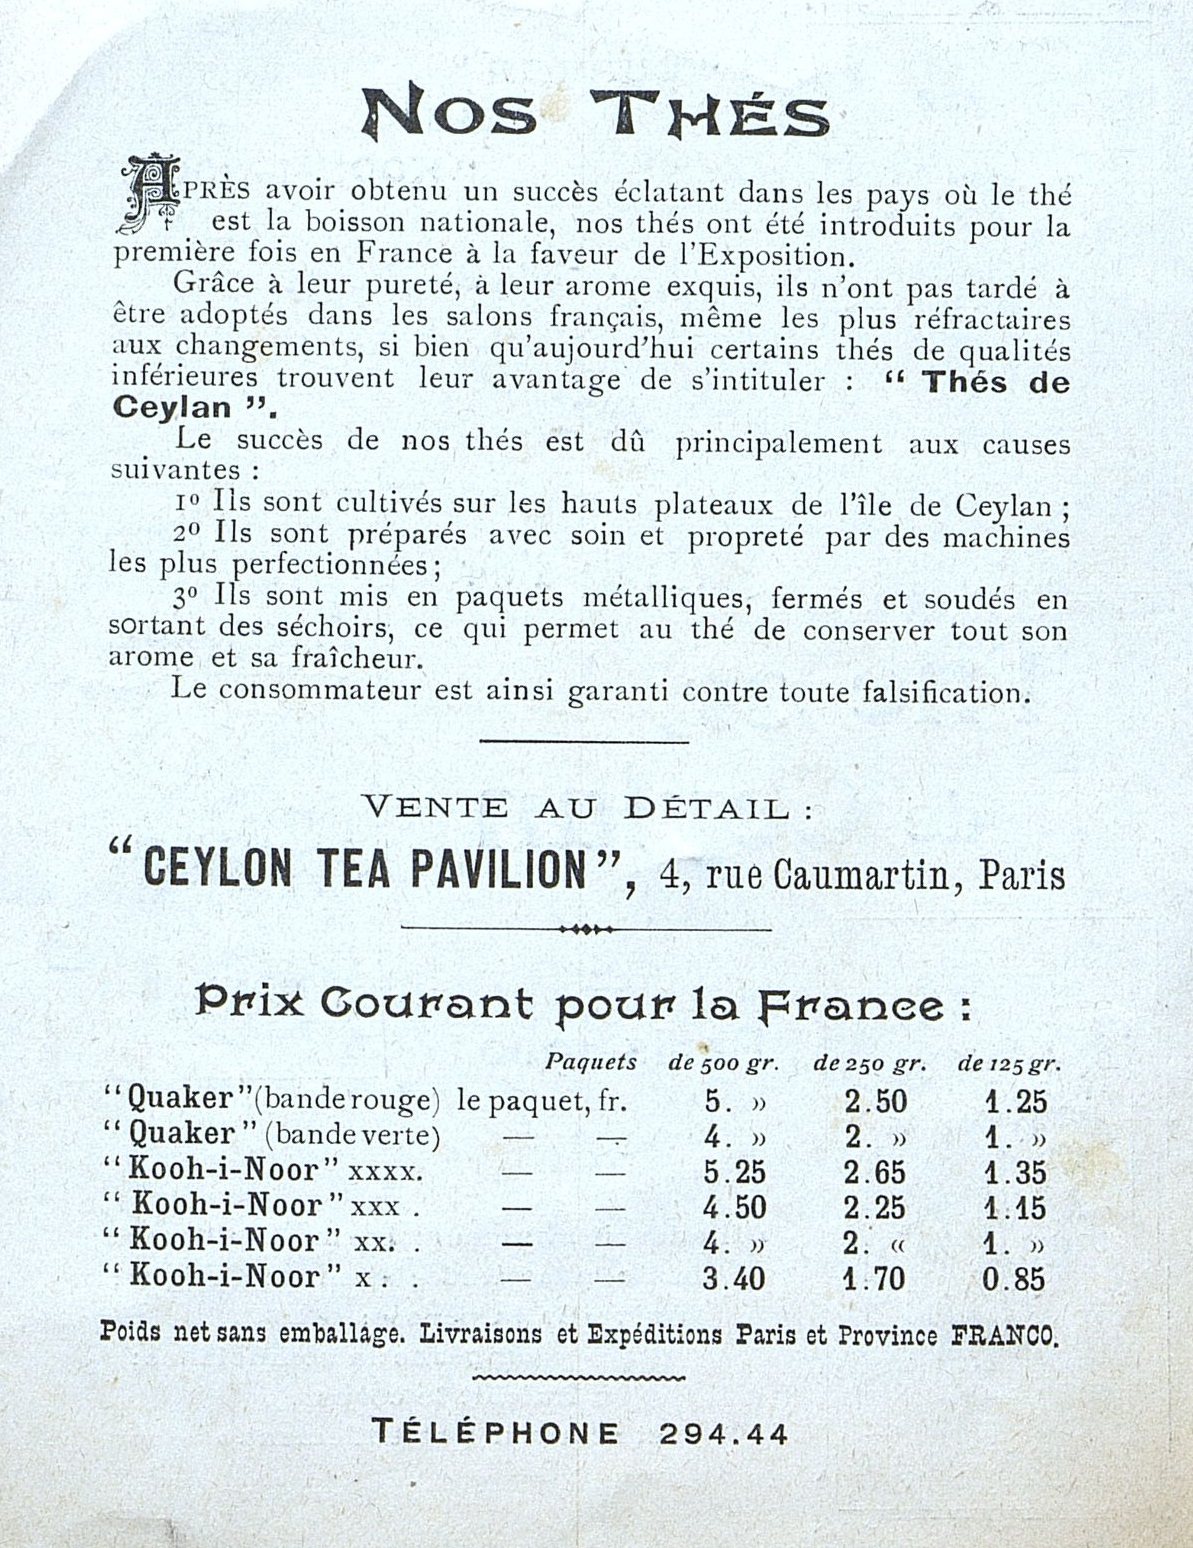 NOS THÉS
APRÈS avoir obtenu un succès éclatant dans les pays où le thé
est la boisson nationale, nos thés ont été introduits pour la
première fois en France à la faveur de l'Exposition.
Grâce à leur pureté, à leur arome exquis, ils n'ont pas tardé à
être adoptés dans les salons français, même les plus réfractaires
aux changements, si bien qu'aujourd'hui certains thés de qualités
inférieures trouvent leur avantage de s'intituler : “ Thés de
Ceylan ”.
Le succès de nos thés est dû principalement aux causes
suivantes :
1º Ils sont cultivés sur les hauts plateaux de l'île de Ceylan ;
2º Ils sont préparés avec soin et propreté par des machines
les plus perfectionnées ;
3º Ils sont mis en paquets métalliques, fermés et soudés en
sortant des séchoirs, ce qui permet au thé de conserver tout son
arome et sa fraîcheur.
Le consommateur est ainsi garanti contre toute falsification.
VENTE AU DÉTAIL :
“ CEYLON TEA PAVILION ”, 4, rue Caumartin, Paris
Prix Courant pour la France :
Paquets de 500 gr. de 250 gr. de 125 gr.
“ Quaker ” (bande rouge) le paquet, fr. 5. » 2.50 1.25
“ Quaker ” (bande verte) — — 4. » 2. » 1. »
“ Kooh-i-Noor ” xxxx. — — 5.25 2.65 1.35
“ Kooh-i-Noor ” xxx . — — 4.50 2.25 1.15
“ Kooh-i-Noor ” xx. . — — 4. » 2. « 1. »
“ Kooh-i-Noor ” x . . — — 3.40 1.70 0.85
Poids net sans emballage. Livraisons et Expéditions Paris et Province FRANCO.
TÉLÉPHONE 294.44